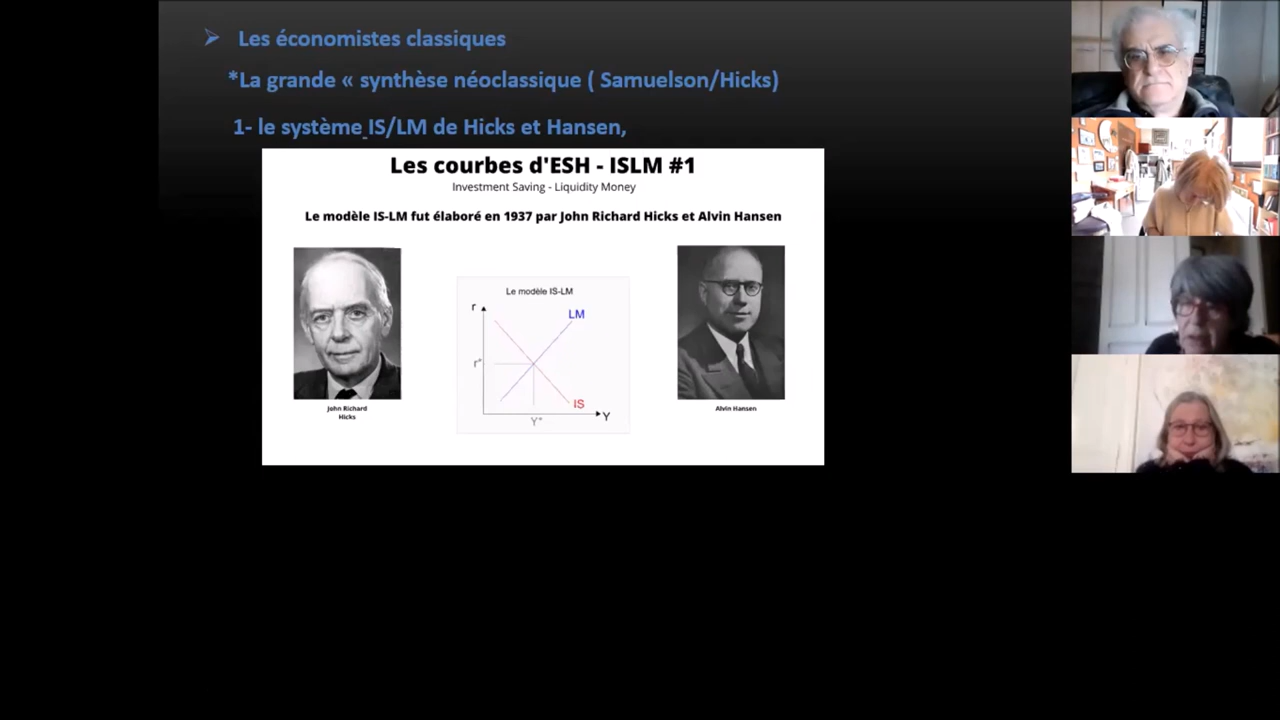 Les économistes classiques
*La grande « synthèse néoclassique ( Samuelson/Hicks)
1- le système IS/LM de Hicks et Hansen,
Les courbes d'ESH - ISLM #1
Investment Saving - Liquidity Money
Le modèle IS-LM fut élaboré en 1937 par John Richard Hicks et Alvin Hansen
Le modèle IS-LM
r
LM
r*
IS
Y*
Y
John Richard
Hicks
Alvin Hansen